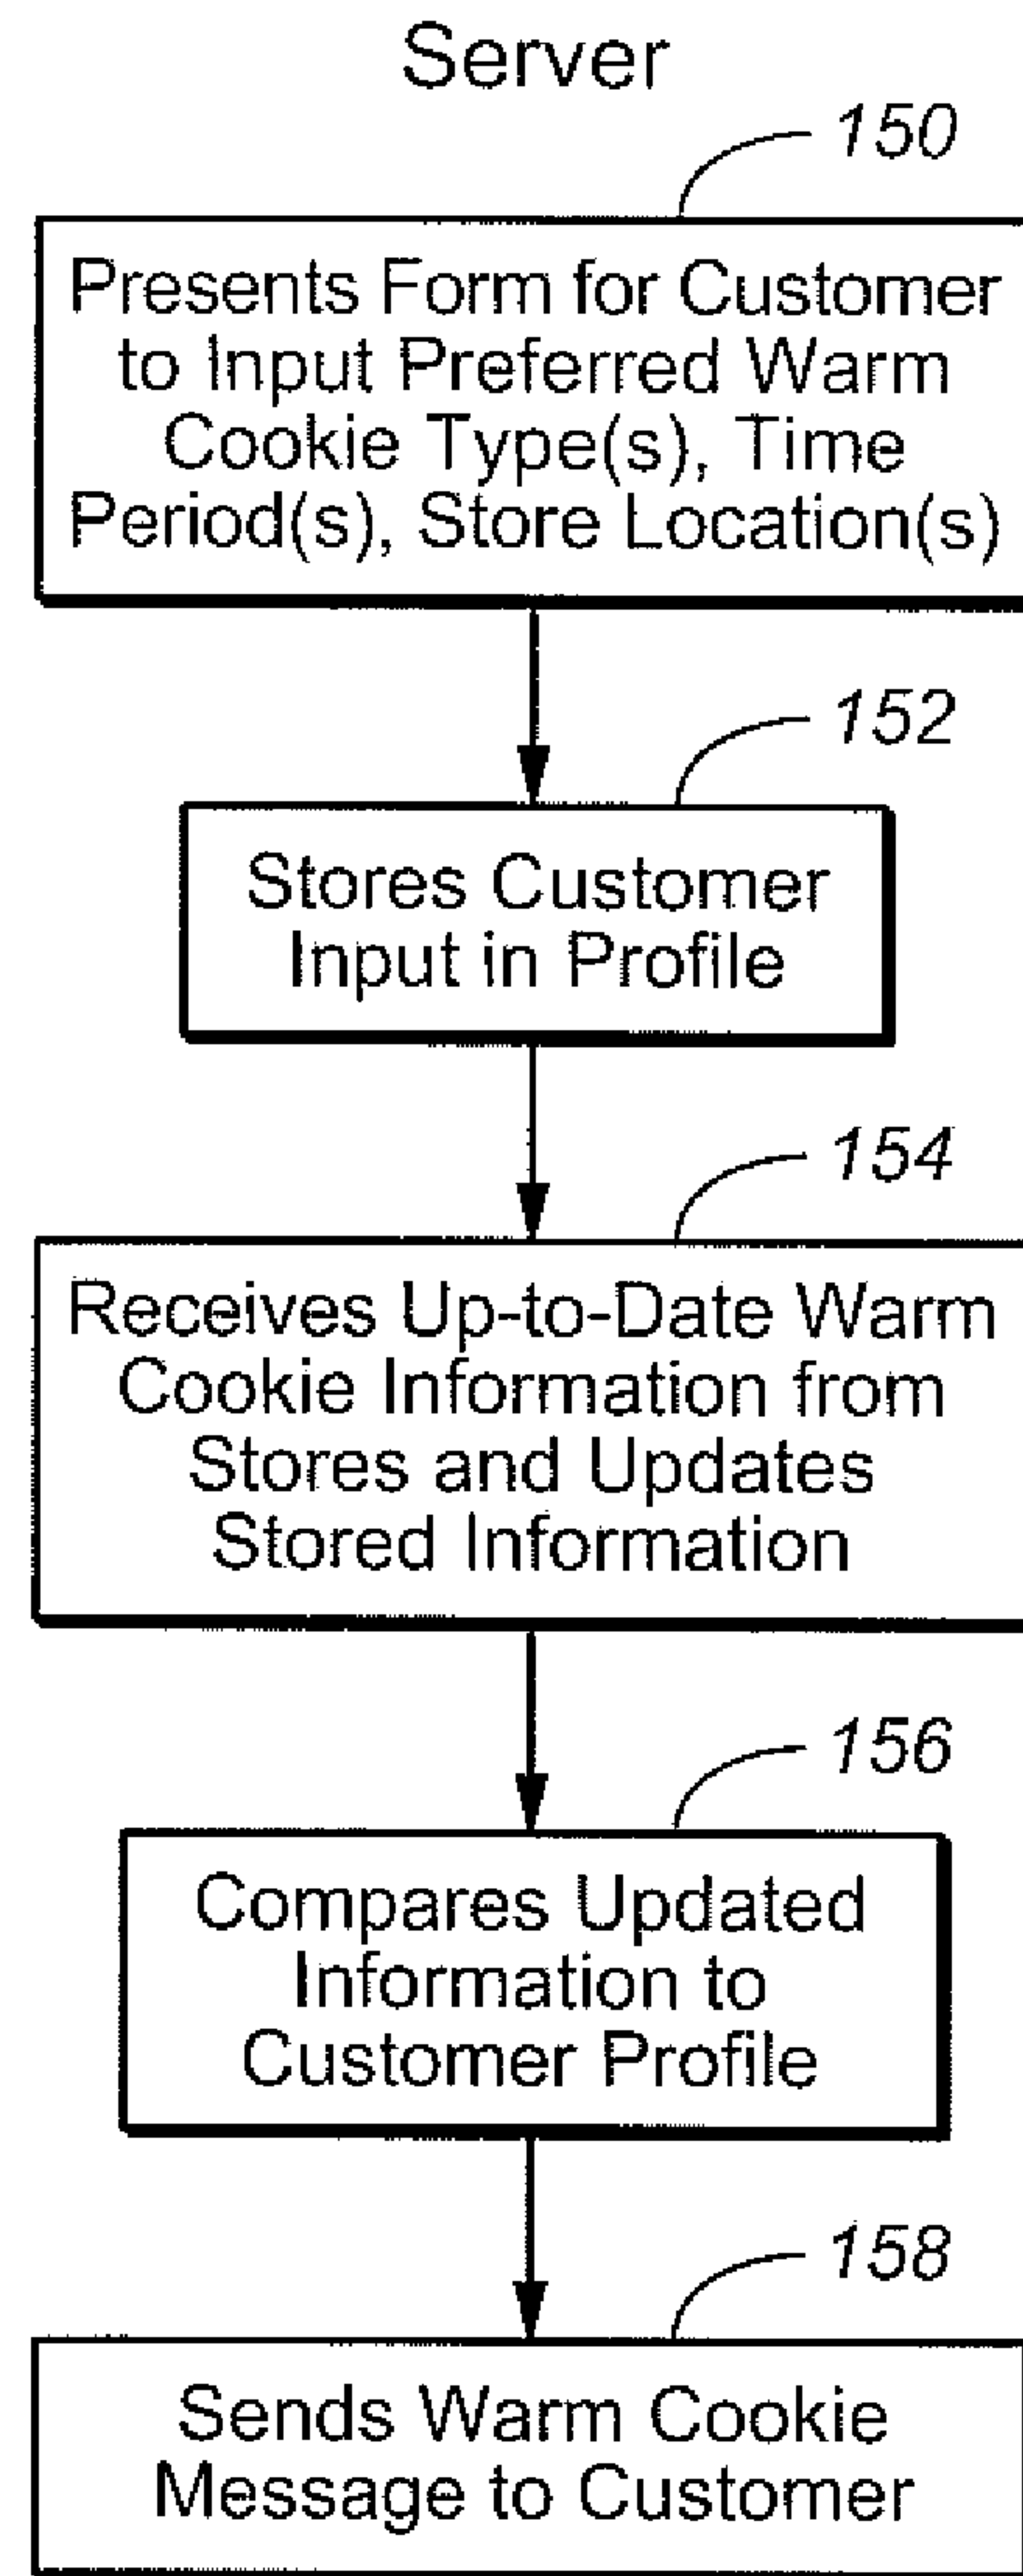 Server
150
Presents Form for Customer
to Input Preferred Warm
Cookie Type(s), Time
Period(s), Store Location(s)
152
Stores Customer
Input in Profile
154
Receives Up-to-Date Warm
Cookie Information from
Stores and Updates
Stored Information
156
Compares Updated
Information to
Customer Profile
158
Sends Warm Cookie
Message to Customer